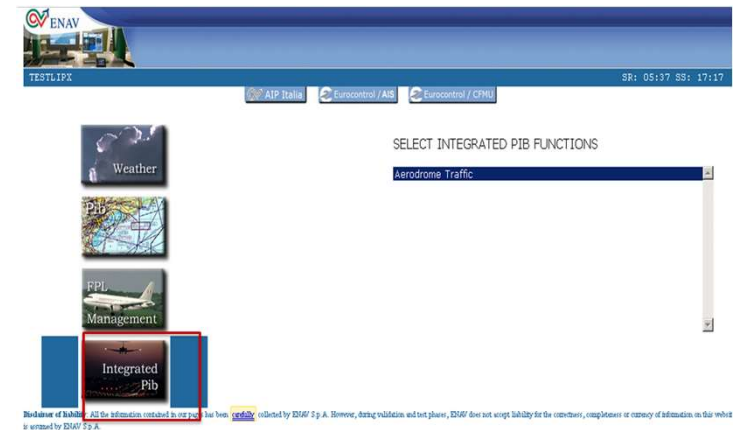 ENAV
TESTLIPX
SR: 05:37 SS: 17:17
AIP Italia
Eurocontrol / AIS
Eurocontrol / CFMU
SELECT INTEGRATED PIB FUNCTIONS
Aerodrome Traffic
Weather
Pib
FPL
Management
Integrated
Pib
Disclaimer of liability: All the information contained in our pages has been carefully collected by ENAV S.p.A. However, during validation and test phases, ENAV does not accept liability for the correctness, completeness or currency of information on this website
is assumed by ENAV S.p.A.